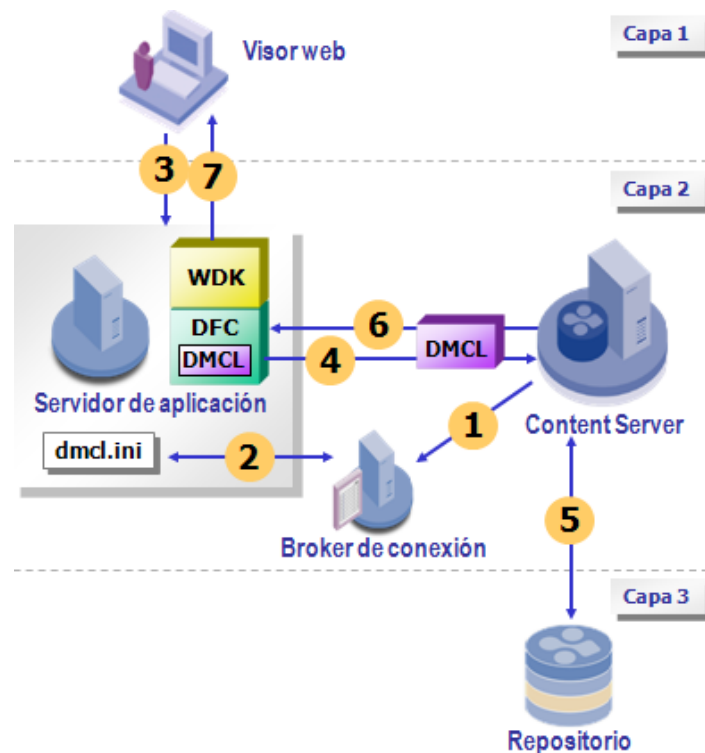 Visor web
Capa 1
3
7
Capa 2
WDK
DFC
DMCL
6
4
DMCL
Servidor de aplicación
Content Server
1
dmcl.ini
2
Broker de conexión
5
Capa 3
Repositorio